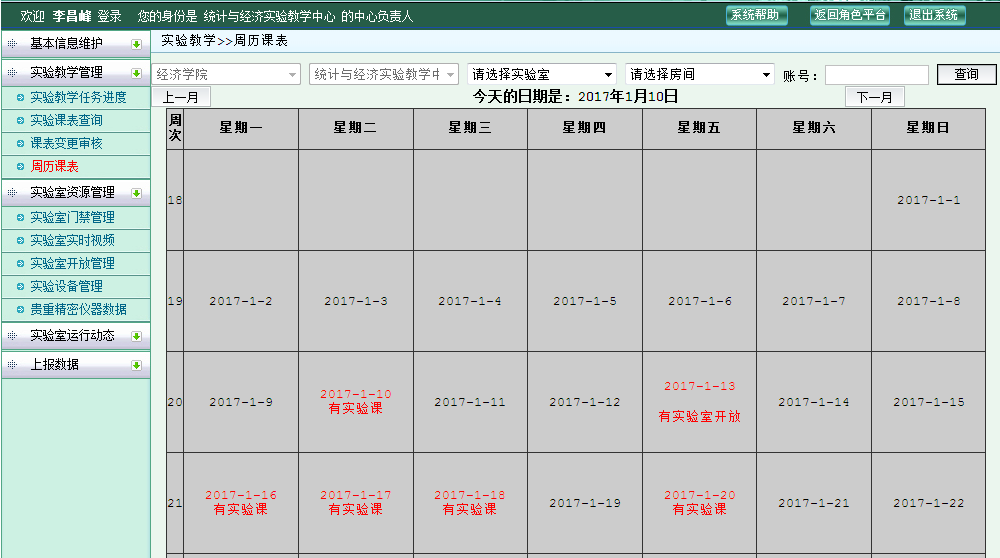 欢迎 李昌峰 登录 您的身份是 统计与经济实验教学中心 的中心负责人 系统帮助 返回角色平台 退出系统
基本信息维护
实验教学管理
实验教学任务进度
实验课表查询
课表变更审核
周历课表
实验室资源管理
实验室门禁管理
实验室实时视频
实验室开放管理
实验设备管理
贵重精密仪器数据
实验室运行动态
上报数据
实验教学>>周历课表
经济学院 统计与经济实验教学中 请选择实验室 请选择房间 账号: 查询
上一月 今天的日期是：2017年1月10日 下一月
周次 星期一 星期二 星期三 星期四 星期五 星期六 星期日
18 2017-1-1
19 2017-1-2 2017-1-3 2017-1-4 2017-1-5 2017-1-6 2017-1-7 2017-1-8
20 2017-1-9 2017-1-10 有实验课 2017-1-11 2017-1-12 2017-1-13 有实验室开放 2017-1-14 2017-1-15
21 2017-1-16 有实验课 2017-1-17 有实验课 2017-1-18 有实验课 2017-1-19 2017-1-20 有实验课 2017-1-21 2017-1-22